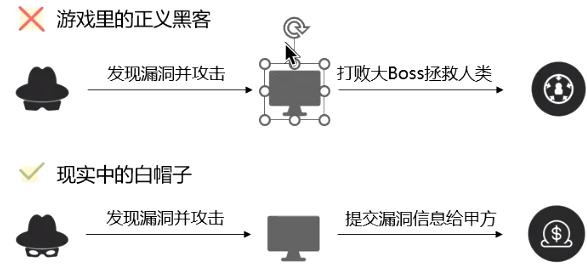 游戏里的正义黑客
发现漏洞并攻击
打败大Boss拯救人类
现实中的白帽子
发现漏洞并攻击
提交漏洞信息给甲方
$